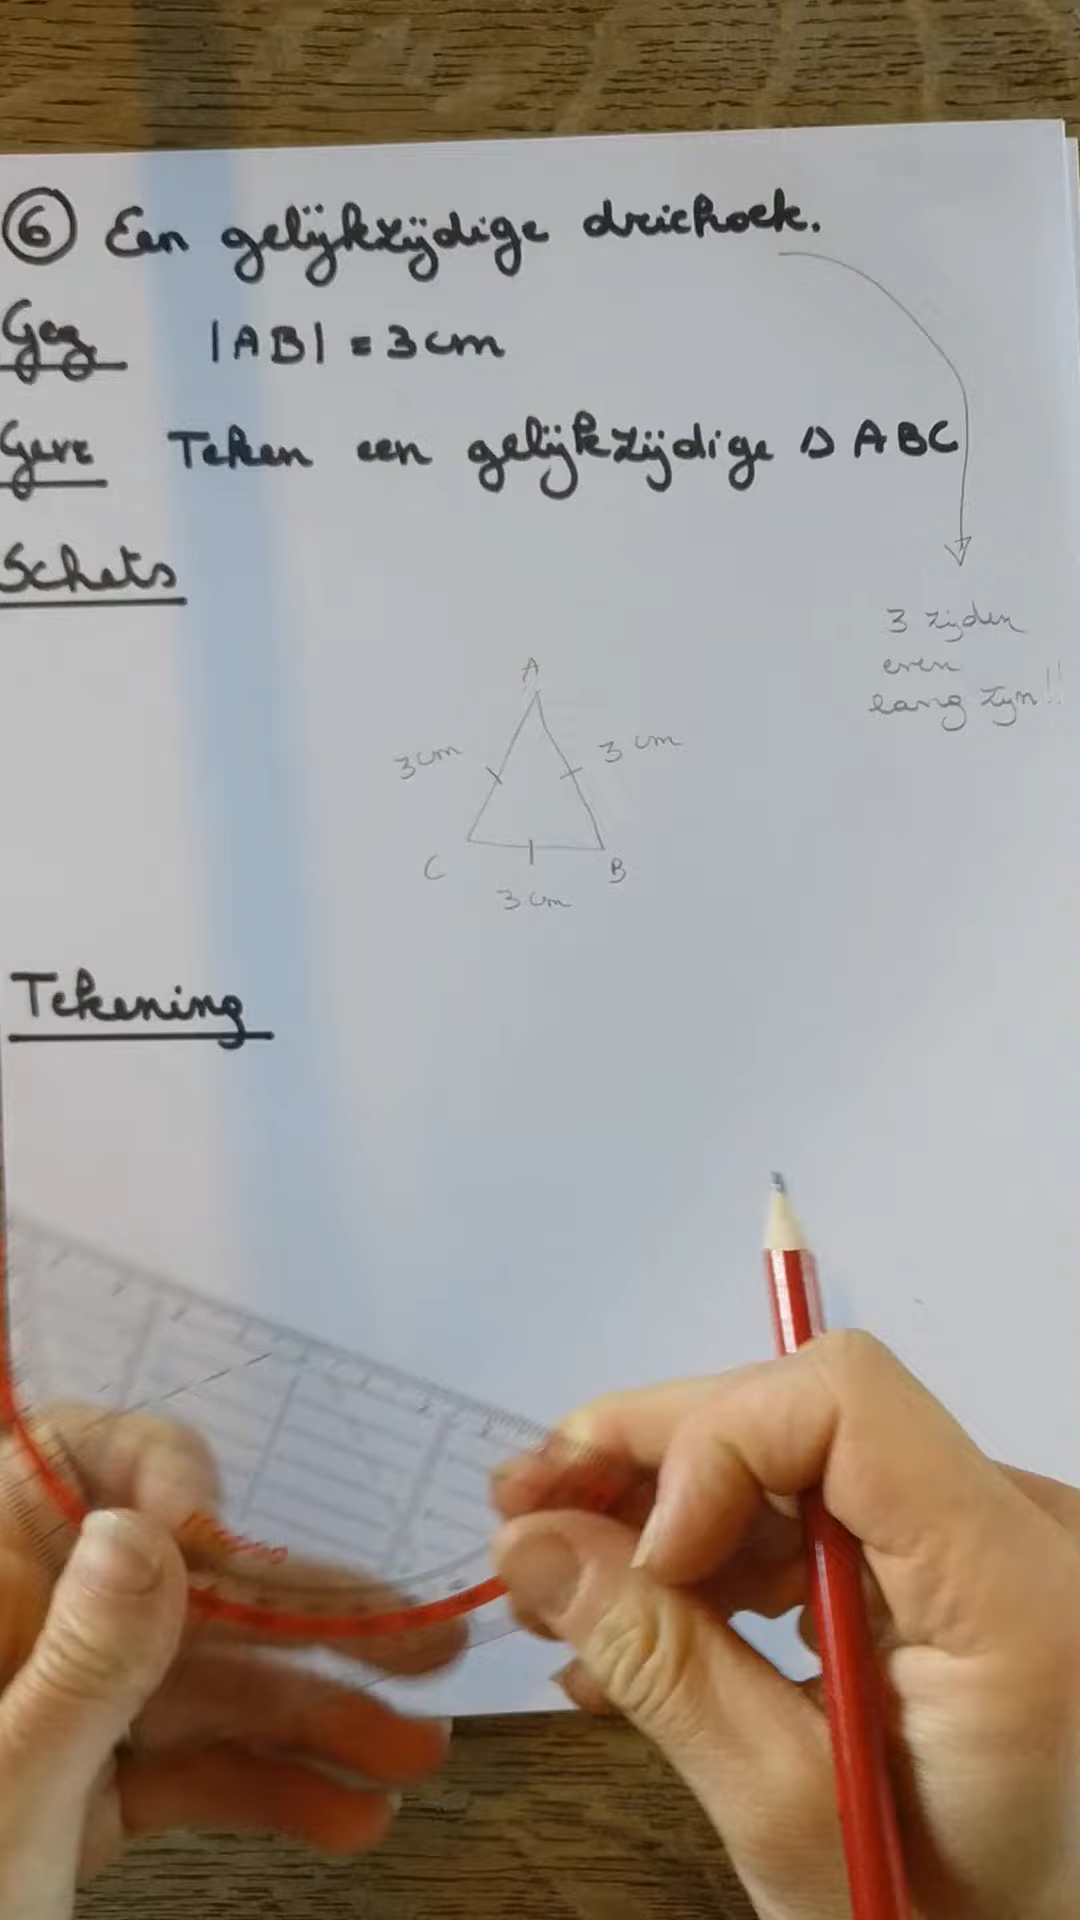 6 Een gelijkzijdige driehoek.
Geg |AB| = 3cm
Gevr Teken een gelijkzijdige Δ ABC
Schets
3 zijden
even
lang zijn!!
A
3cm
3 cm
C
B
3 cm
Tekening